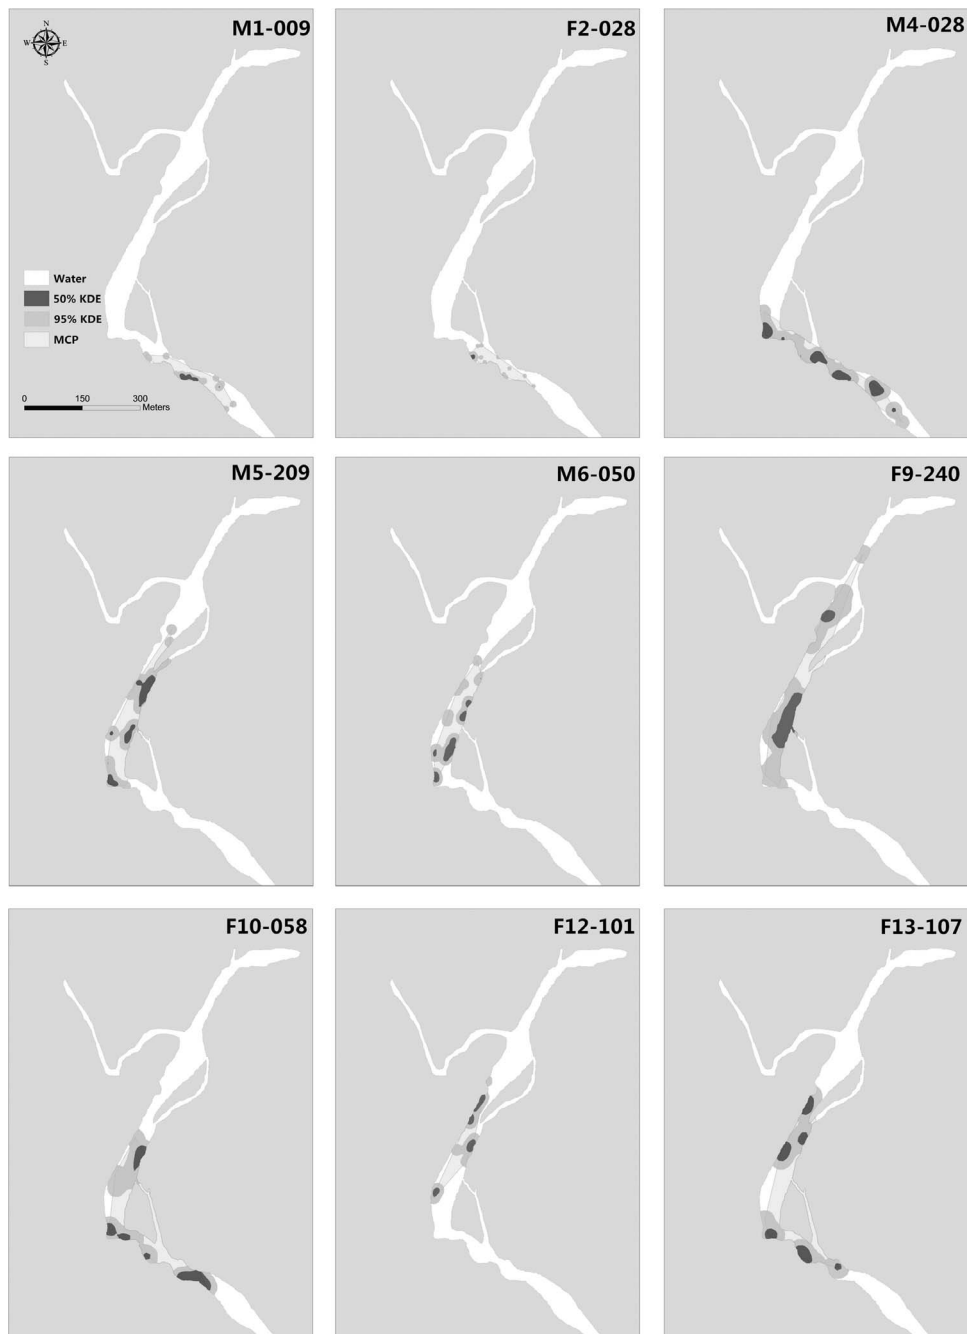 M1-009
N
W E
S
Water
50% KDE
95% KDE
MCP
0 150 300
Meters
F2-028
M4-028
M5-209
M6-050
F9-240
F10-058
F12-101
F13-107